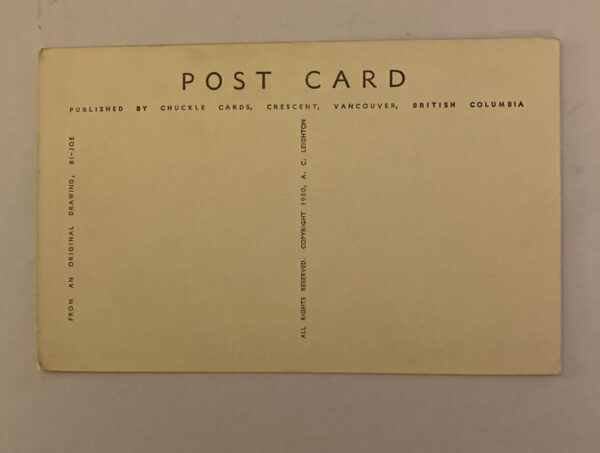 POST CARD
PUBLISHED BY CHUCKLE CARDS, CRESCENT, VANCOUVER, BRITISH COLUMBIA
FROM AN ORIGINAL DRAWING, BI-JOE
ALL RIGHTS RESERVED. COPYRIGHT 1950, A. C. LEIGHTON